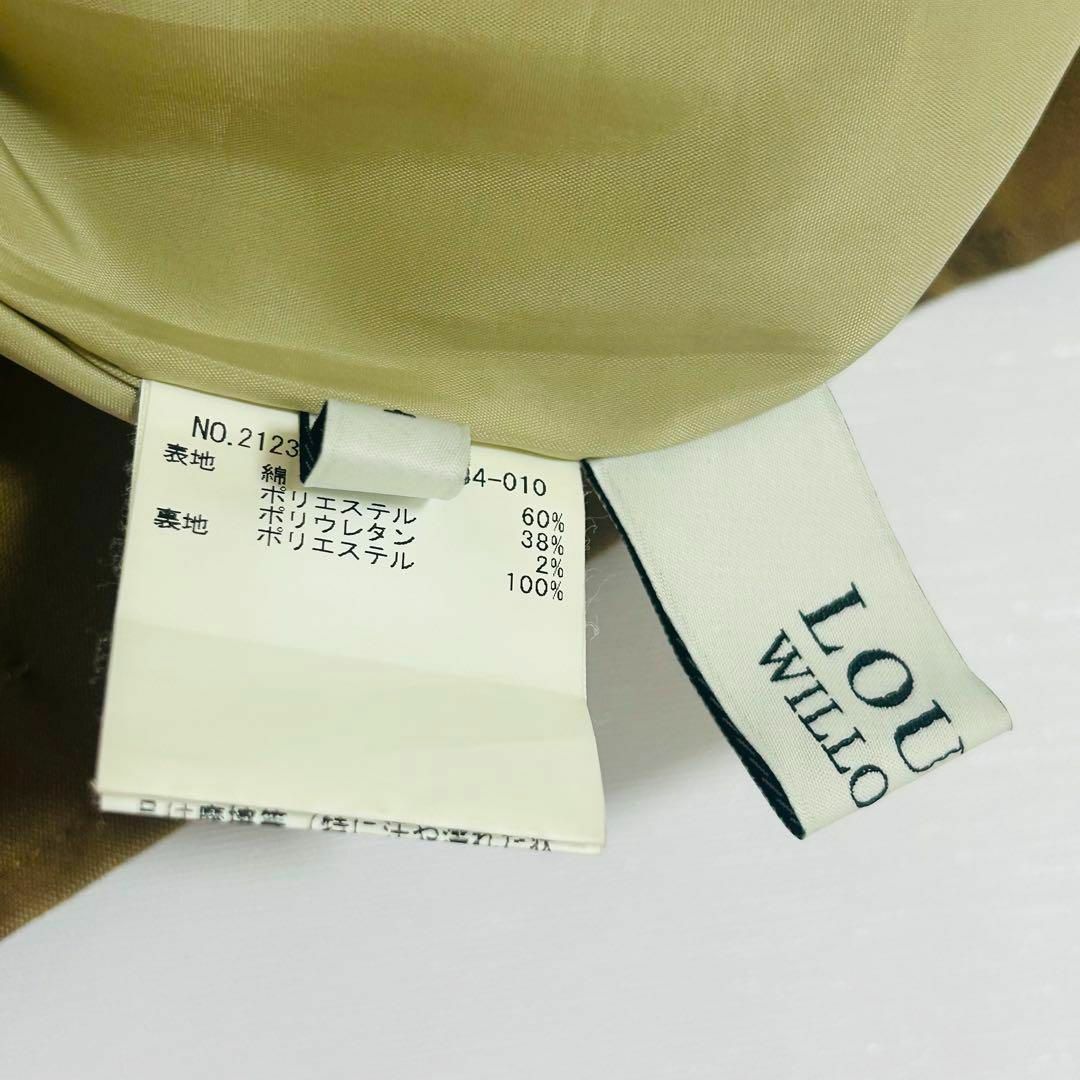 NO.2123 34-010
表地 綿 60%
ポリエステル 38%
ポリウレタン 2%
裏地 ポリエステル 100%
LOU
WILLO